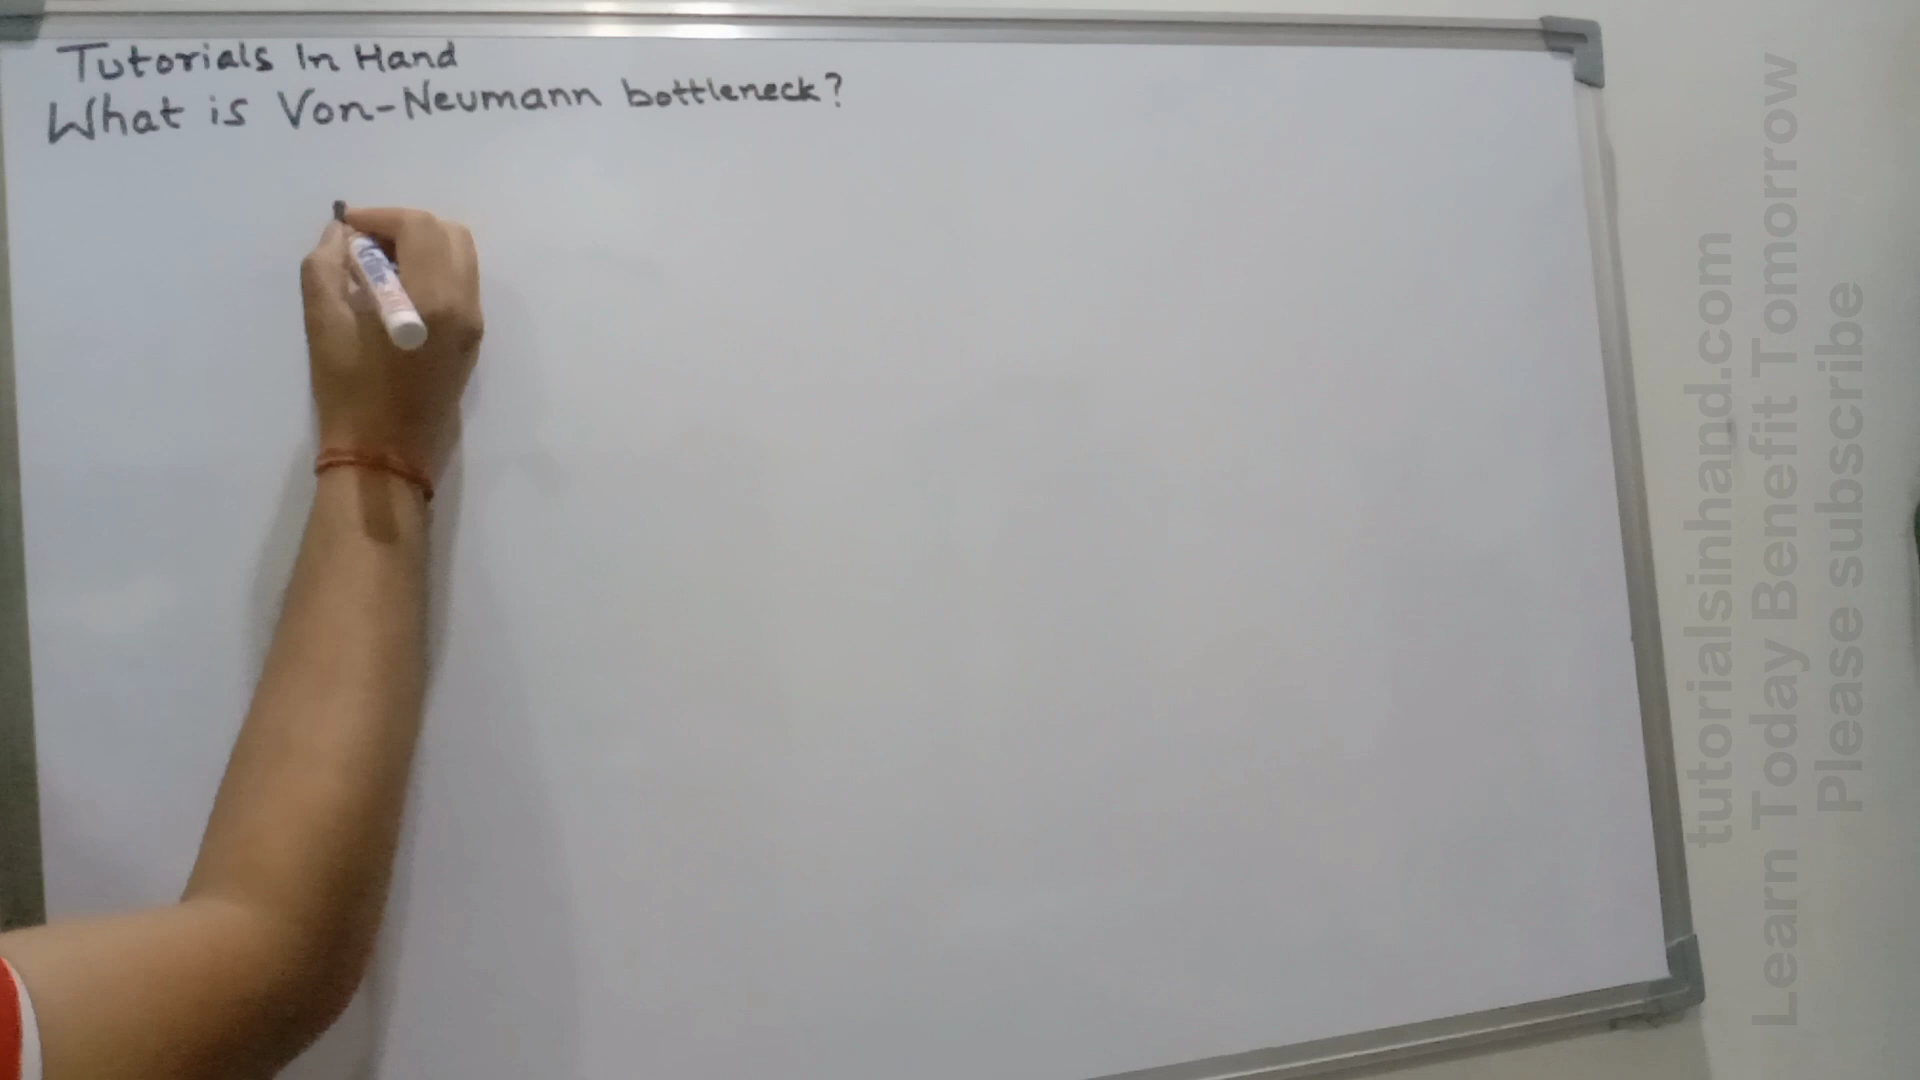 Tutorials In Hand
What is Von-Neumann bottleneck?
tutorialsinhand.com
Learn Today Benefit Tomorrow
Please subscribe